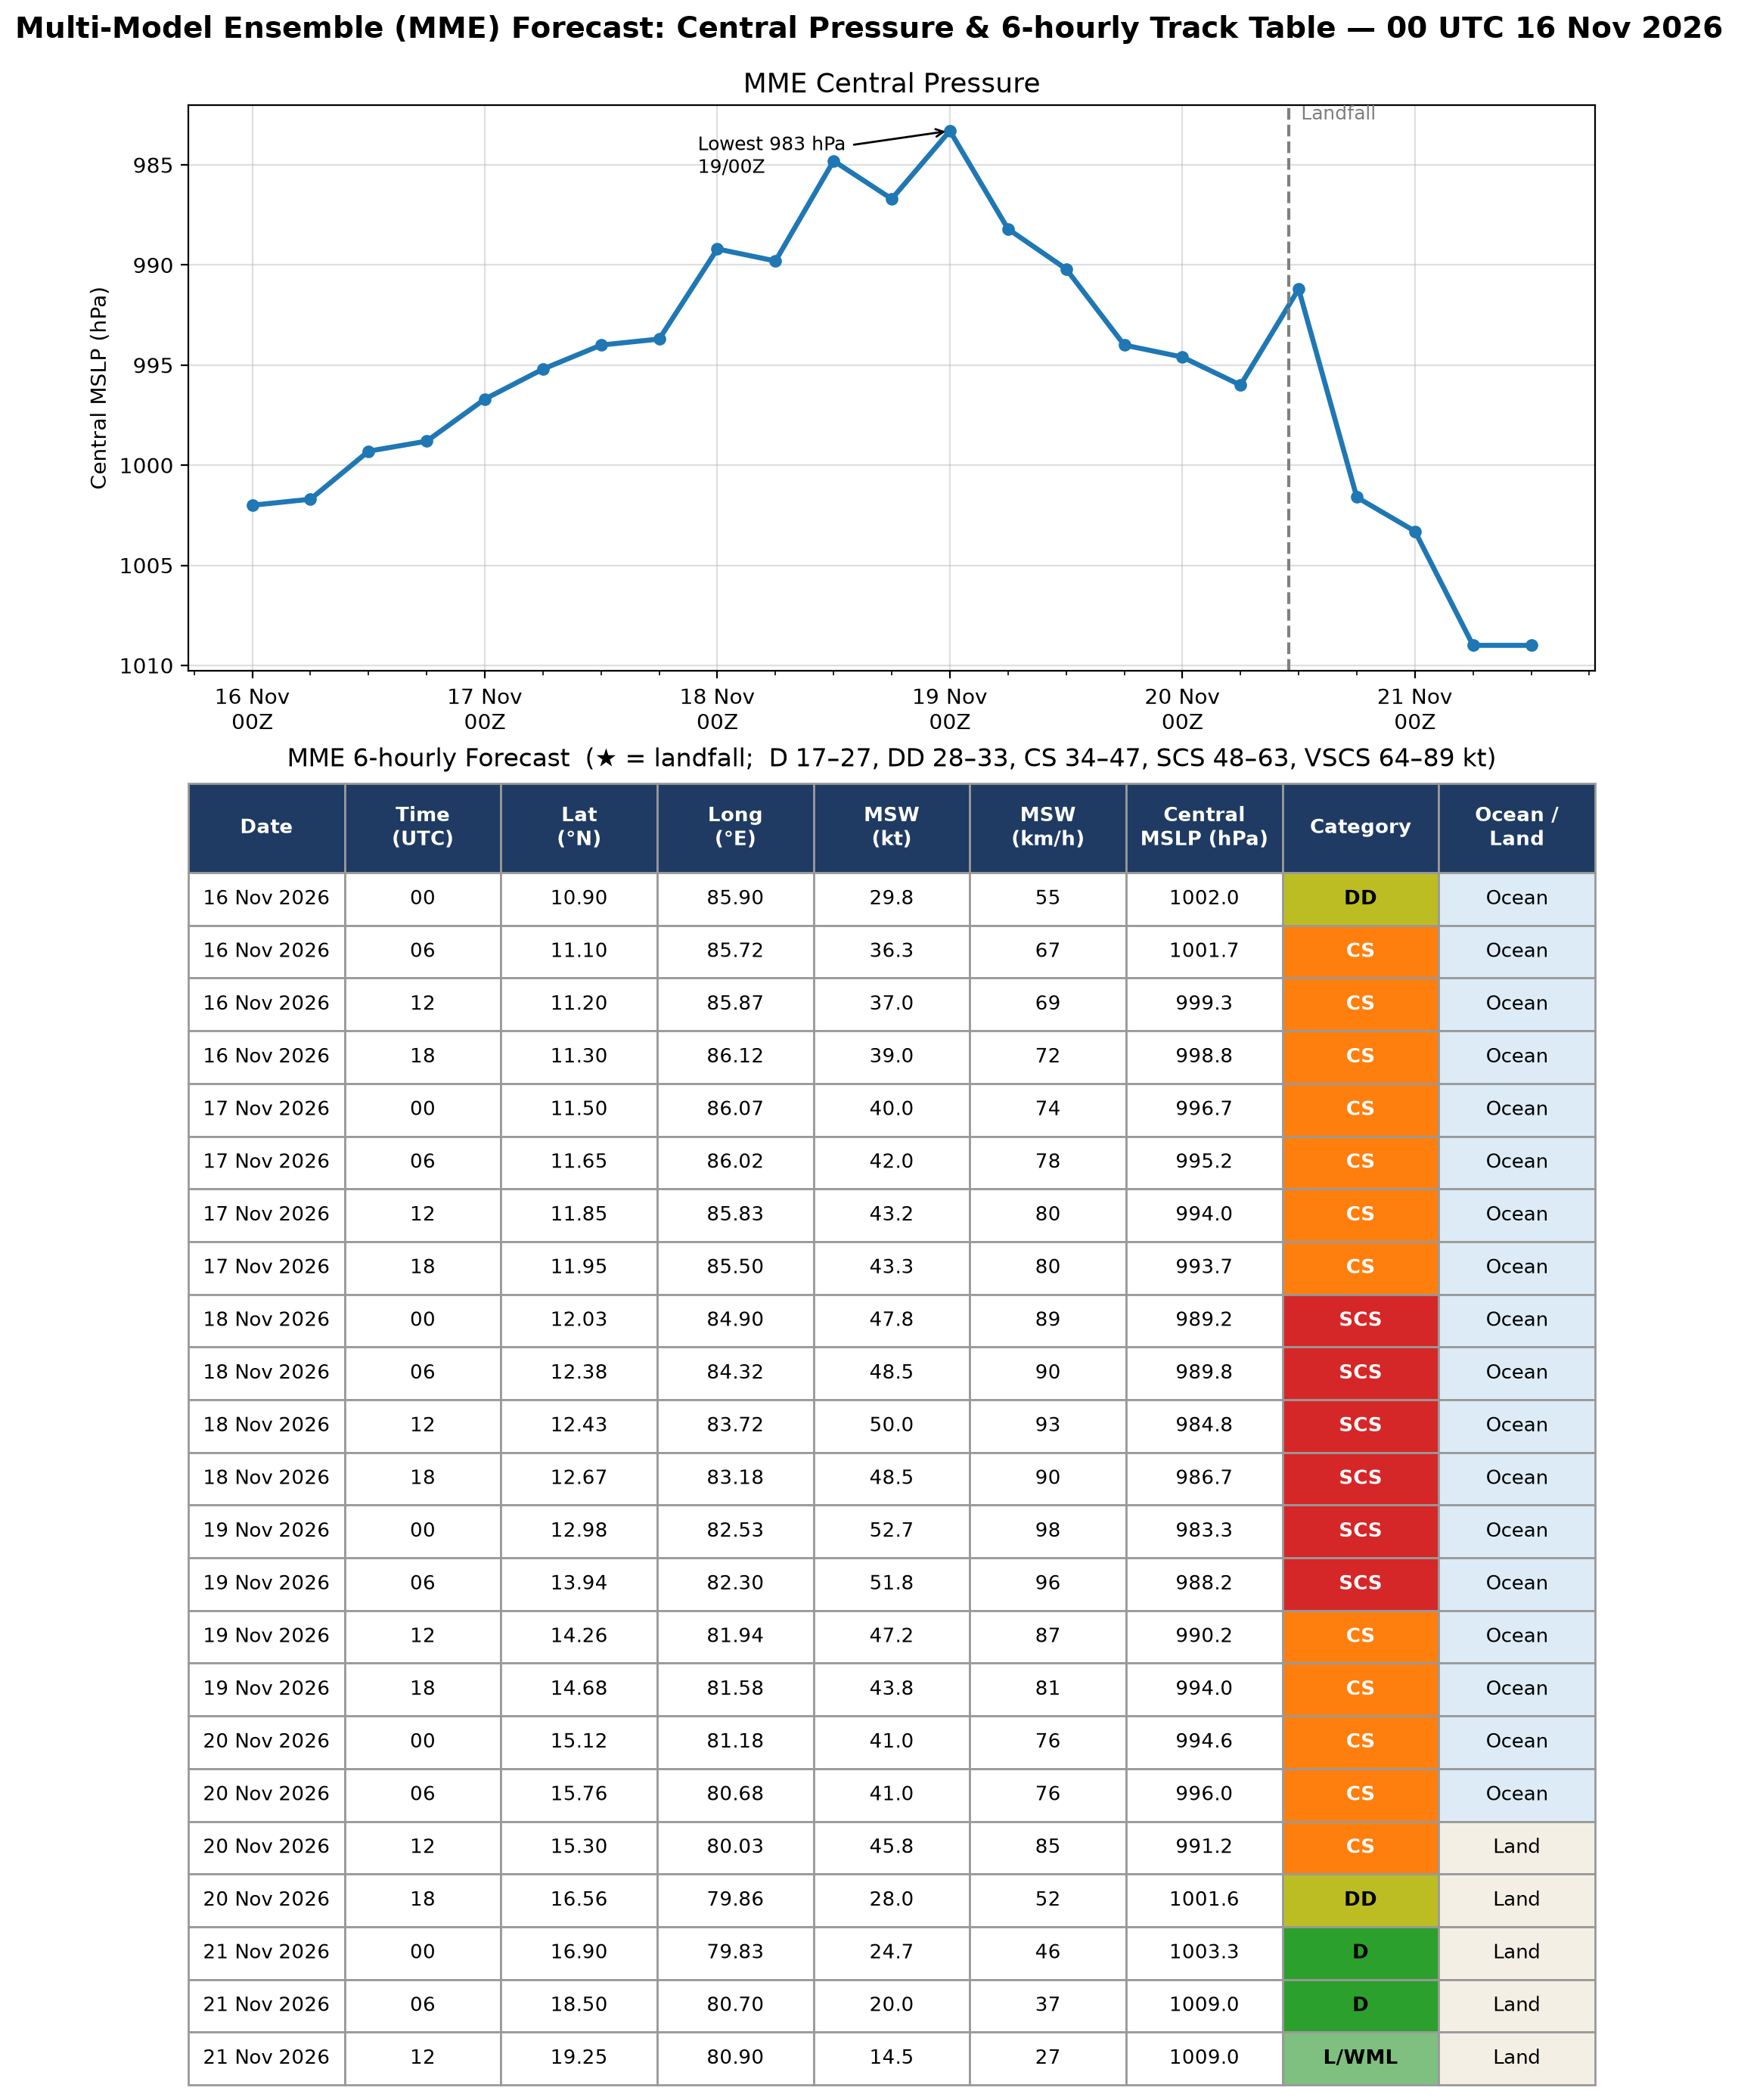 Multi-Model Ensemble (MME) Forecast: Central Pressure & 6-hourly Track Table — 00 UTC 16 Nov 2026
MME Central Pressure
Landfall
Lowest 983 hPa
19/00Z
Central MSLP (hPa)
985
990
995
1000
1005
1010
16 Nov 00Z
17 Nov 00Z
18 Nov 00Z
19 Nov 00Z
20 Nov 00Z
21 Nov 00Z
MME 6-hourly Forecast (★ = landfall; D 17–27, DD 28–33, CS 34–47, SCS 48–63, VSCS 64–89 kt)
Date Time (UTC) Lat (°N) Long (°E) MSW (kt) MSW (km/h) Central MSLP (hPa) Category Ocean / Land
16 Nov 2026 00 10.90 85.90 29.8 55 1002.0 DD Ocean
16 Nov 2026 06 11.10 85.72 36.3 67 1001.7 CS Ocean
16 Nov 2026 12 11.20 85.87 37.0 69 999.3 CS Ocean
16 Nov 2026 18 11.30 86.12 39.0 72 998.8 CS Ocean
17 Nov 2026 00 11.50 86.07 40.0 74 996.7 CS Ocean
17 Nov 2026 06 11.65 86.02 42.0 78 995.2 CS Ocean
17 Nov 2026 12 11.85 85.83 43.2 80 994.0 CS Ocean
17 Nov 2026 18 11.95 85.50 43.3 80 993.7 CS Ocean
18 Nov 2026 00 12.03 84.90 47.8 89 989.2 SCS Ocean
18 Nov 2026 06 12.38 84.32 48.5 90 989.8 SCS Ocean
18 Nov 2026 12 12.43 83.72 50.0 93 984.8 SCS Ocean
18 Nov 2026 18 12.67 83.18 48.5 90 986.7 SCS Ocean
19 Nov 2026 00 12.98 82.53 52.7 98 983.3 SCS Ocean
19 Nov 2026 06 13.94 82.30 51.8 96 988.2 SCS Ocean
19 Nov 2026 12 14.26 81.94 47.2 87 990.2 CS Ocean
19 Nov 2026 18 14.68 81.58 43.8 81 994.0 CS Ocean
20 Nov 2026 00 15.12 81.18 41.0 76 994.6 CS Ocean
20 Nov 2026 06 15.76 80.68 41.0 76 996.0 CS Ocean
20 Nov 2026 12 15.30 80.03 45.8 85 991.2 CS Land
20 Nov 2026 18 16.56 79.86 28.0 52 1001.6 DD Land
21 Nov 2026 00 16.90 79.83 24.7 46 1003.3 D Land
21 Nov 2026 06 18.50 80.70 20.0 37 1009.0 D Land
21 Nov 2026 12 19.25 80.90 14.5 27 1009.0 L/WML Land